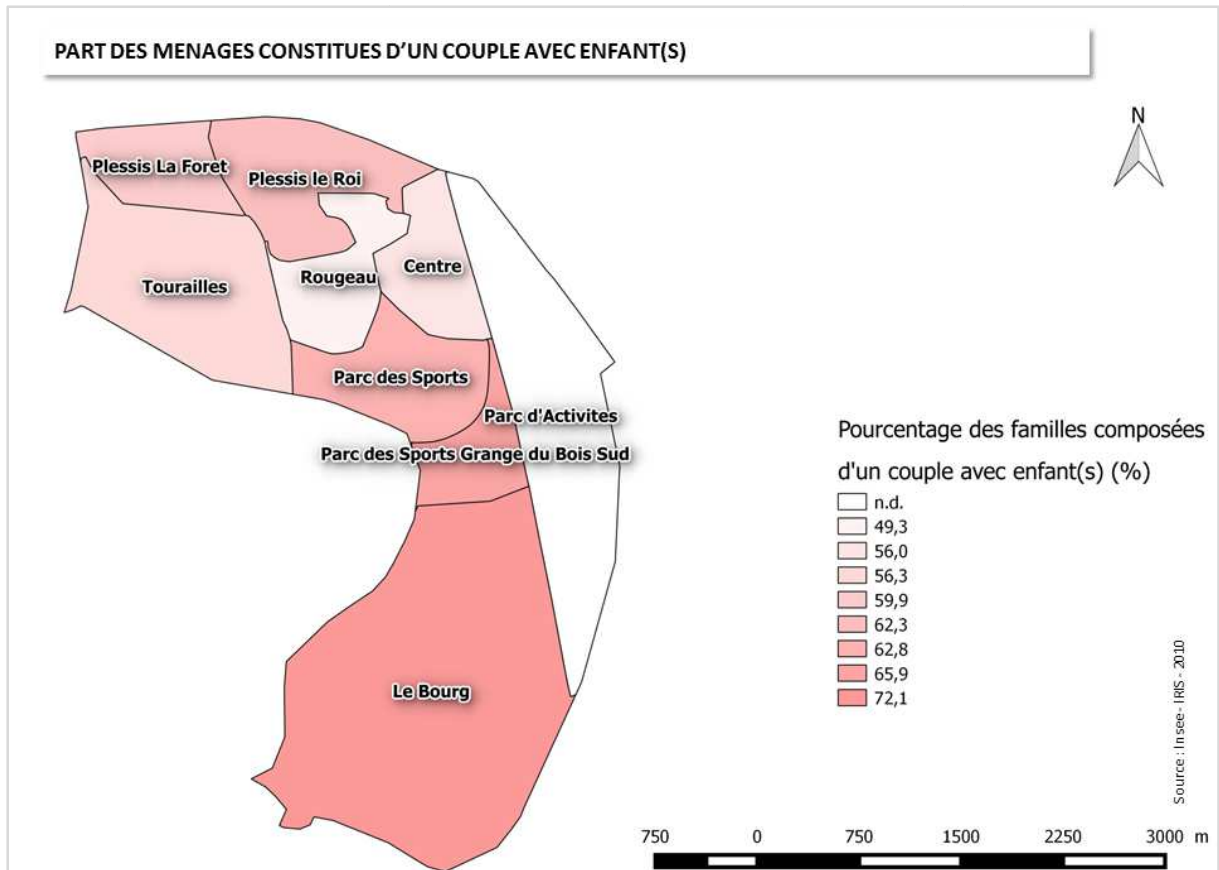 PART DES MENAGES CONSTITUES D'UN COUPLE AVEC ENFANT(S)
N
Plessis La Foret
Plessis le Roi
Centre
Rougeau
Tourailles
Parc des Sports
Parc d'Activites
Parc des Sports Grange du Bois Sud
Le Bourg
Pourcentage des familles composées
d'un couple avec enfant(s) (%)
n.d.
49,3
56,0
56,3
59,9
62,3
62,8
65,9
72,1
Source : Insee - IRIS - 2010
750 0 750 1500 2250 3000 m